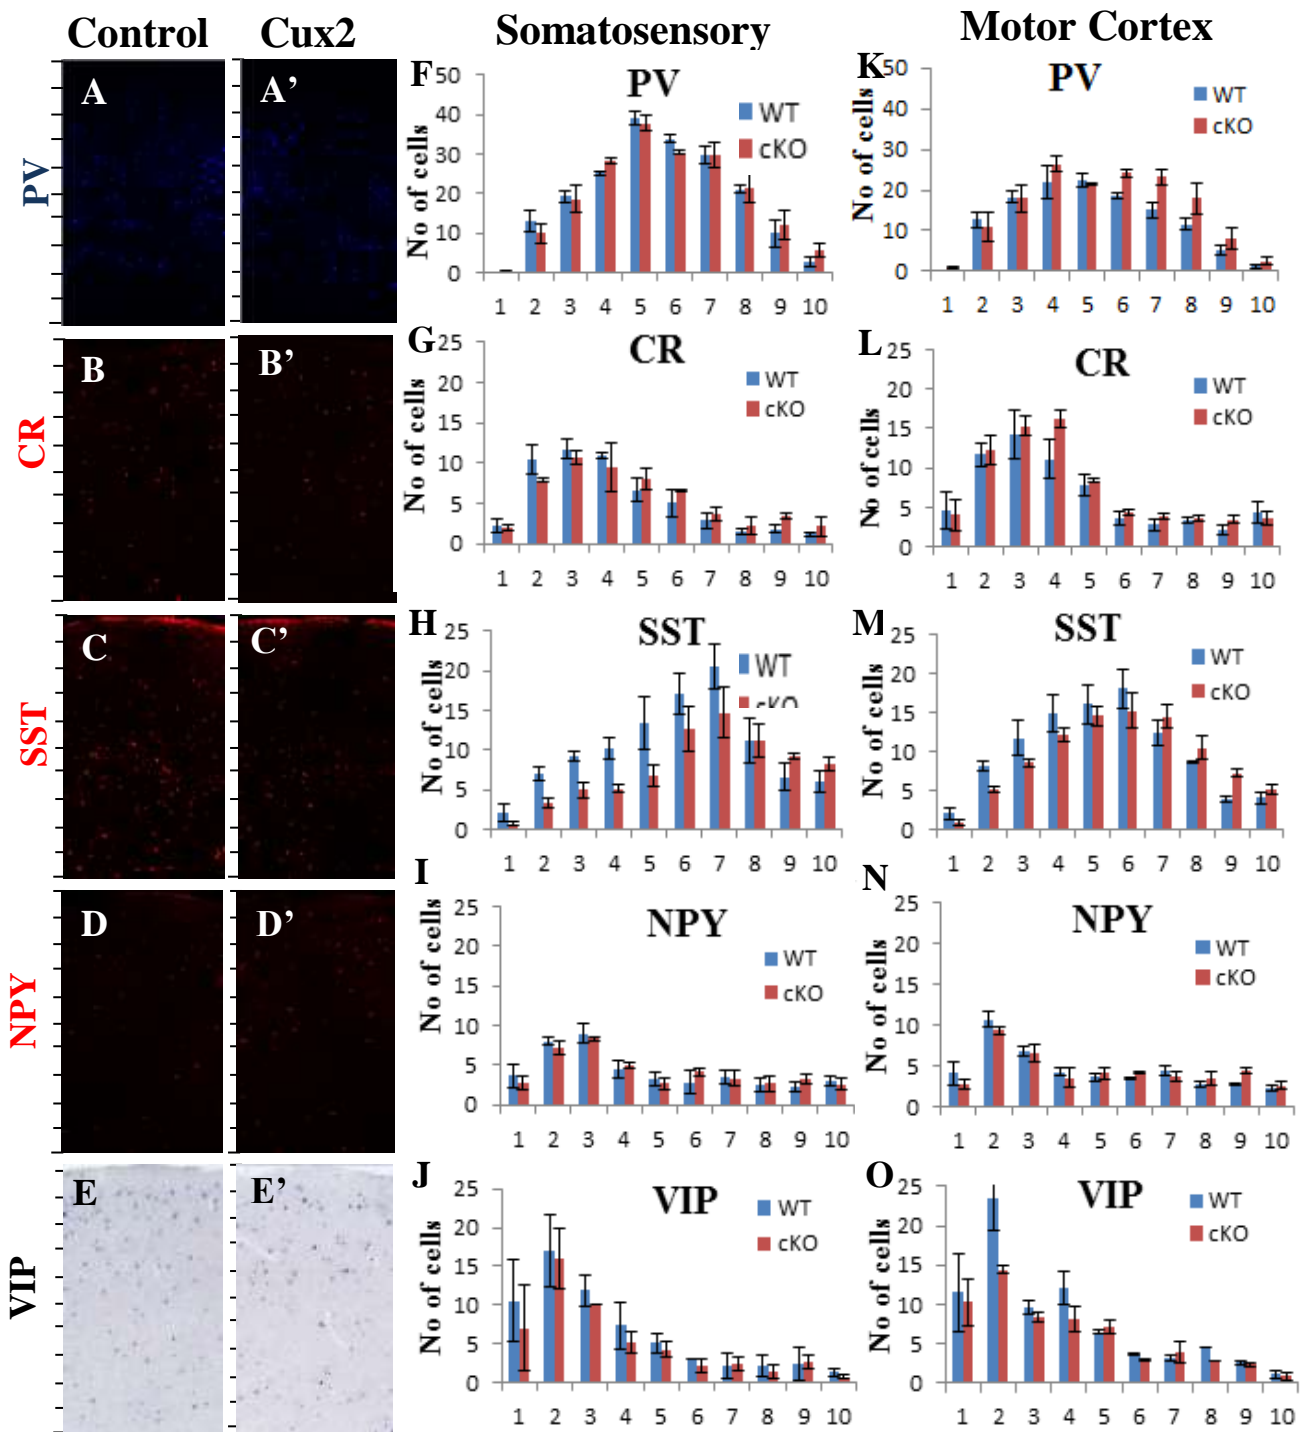 Control Cux2 Somatosensory Motor Cortex
PV
A A'
F
50
40
30
20
10
0
No of cells
PV
WT
cKO
1 2 3 4 5 6 7 8 9 10
K
50
40
30
20
10
0
No of cells
PV
WT
cKO
1 2 3 4 5 6 7 8 9 10
CR
B B'
G
25
20
15
10
5
0
No of cells
CR
WT
cKO
1 2 3 4 5 6 7 8 9 10
L
25
20
15
10
5
0
No of cells
CR
WT
cKO
1 2 3 4 5 6 7 8 9 10
SST
C C'
H
25
20
15
10
5
0
No of cells
SST
WT
cKO
1 2 3 4 5 6 7 8 9 10
M
25
20
15
10
5
0
No of cells
SST
WT
cKO
1 2 3 4 5 6 7 8 9 10
NPY
D D'
I
25
20
15
10
5
0
No of cells
NPY
WT
cKO
1 2 3 4 5 6 7 8 9 10
N
25
20
15
10
5
0
No of cells
NPY
WT
cKO
1 2 3 4 5 6 7 8 9 10
VIP
E E'
J
25
20
15
10
5
0
No of cells
VIP
WT
cKO
1 2 3 4 5 6 7 8 9 10
O
25
20
15
10
5
0
No of cells
VIP
WT
cKO
1 2 3 4 5 6 7 8 9 10